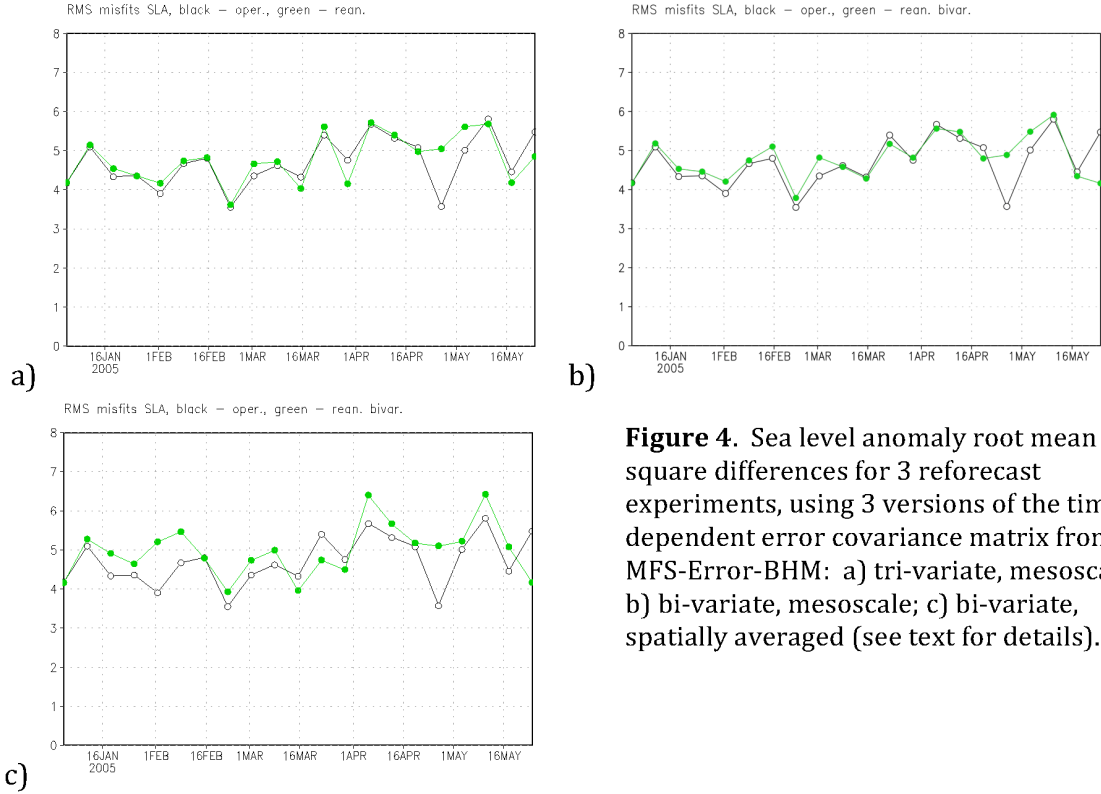 RMS misfits SLA, black – oper., green – rean.
8
7
6
5
4
3
2
1
0
16JAN 1FEB 16FEB 1MAR 16MAR 1APR 16APR 1MAY 16MAY
2005
a)
RMS misfits SLA, black – oper., green – rean. bivar.
8
7
6
5
4
3
2
1
0
16JAN 1FEB 16FEB 1MAR 16MAR 1APR 16APR 1MAY 16MAY
2005
b)
RMS misfits SLA, black – oper., green – rean. bivar.
8
7
6
5
4
3
2
1
0
16JAN 1FEB 16FEB 1MAR 16MAR 1APR 16APR 1MAY 16MAY
2005
c)
Figure 4. Sea level anomaly root mean
square differences for 3 reforecast
experiments, using 3 versions of the
dependent error covariance matrix
MFS-Error-BHM: a) tri-variate,
b) bi-variate, mesoscale; c) bi-variate,
spatially averaged (see text for details).